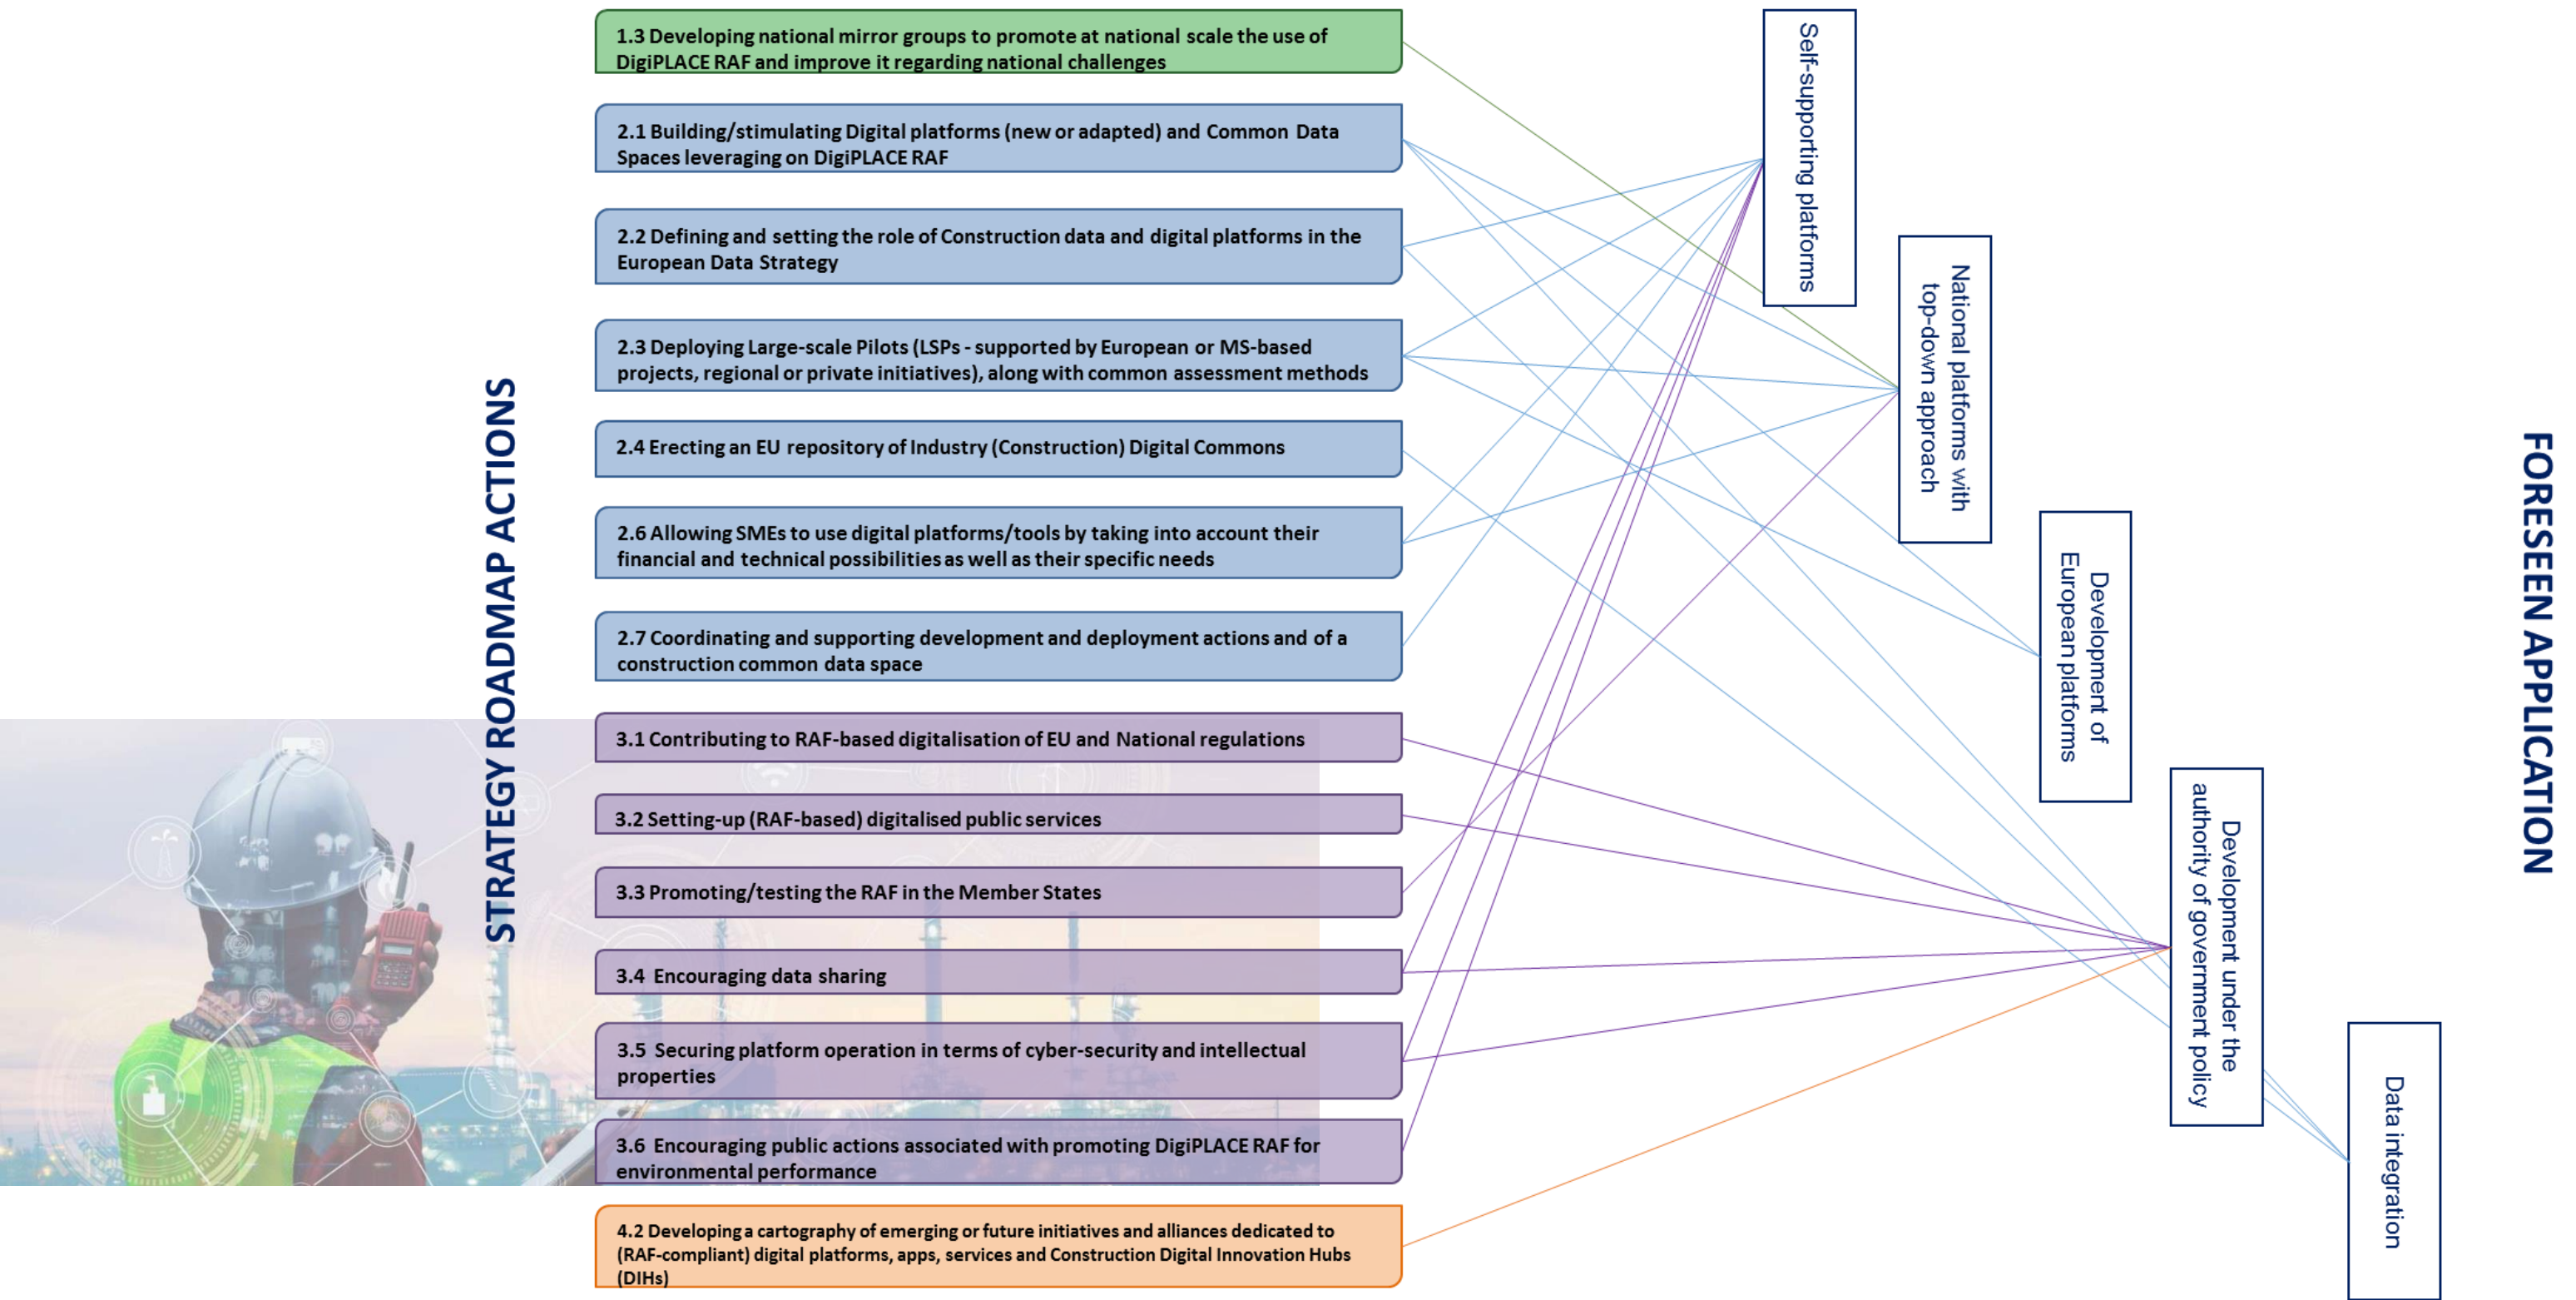 STRATEGY ROADMAP ACTIONS
1.3 Developing national mirror groups to promote at national scale the use of
DigiPLACE RAF and improve it regarding national challenges
2.1 Building/stimulating Digital platforms (new or adapted) and Common Data
Spaces leveraging on DigiPLACE RAF
2.2 Defining and setting the role of Construction data and digital platforms in the
European Data Strategy
2.3 Deploying Large-scale Pilots (LSPs - supported by European or MS-based
projects, regional or private initiatives), along with common assessment methods
2.4 Erecting an EU repository of Industry (Construction) Digital Commons
2.6 Allowing SMEs to use digital platforms/tools by taking into account their
financial and technical possibilities as well as their specific needs
2.7 Coordinating and supporting development and deployment actions and of a
construction common data space
3.1 Contributing to RAF-based digitalisation of EU and National regulations
3.2 Setting-up (RAF-based) digitalised public services
3.3 Promoting/testing the RAF in the Member States
3.4 Encouraging data sharing
3.5 Securing platform operation in terms of cyber-security and intellectual
properties
3.6 Encouraging public actions associated with promoting DigiPLACE RAF for
environmental performance
4.2 Developing a cartography of emerging or future initiatives and alliances dedicated to
(RAF-compliant) digital platforms, apps, services and Construction Digital Innovation Hubs
(DIHs)
Self-supporting platforms
National platforms with
top-down approach
Development of
European platforms
Development under the
authority of government policy
Data integration
FORESEEN APPLICATION